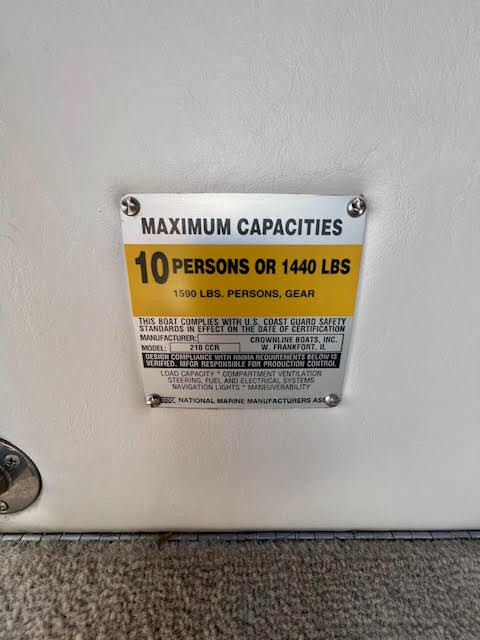 MAXIMUM CAPACITIES
10 PERSONS OR 1440 LBS
1590 LBS. PERSONS, GEAR
THIS BOAT COMPLIES WITH U.S. COAST GUARD SAFETY
STANDARDS IN EFFECT ON THE DATE OF CERTIFICATION
MANUFACTURER: CROWNLINE BOATS, INC.
MODEL: 210 CCR W. FRANKFORT, IL
DESIGN COMPLIANCE WITH NMMA REQUIREMENTS BELOW IS
VERIFIED. MFGR RESPONSIBLE FOR PRODUCTION CONTROL
LOAD CAPACITY * COMPARTMENT VENTILATION
STEERING, FUEL AND ELECTRICAL SYSTEMS
NAVIGATION LIGHTS * MANEUVERABILITY
NATIONAL MARINE MANUFACTURERS ASS